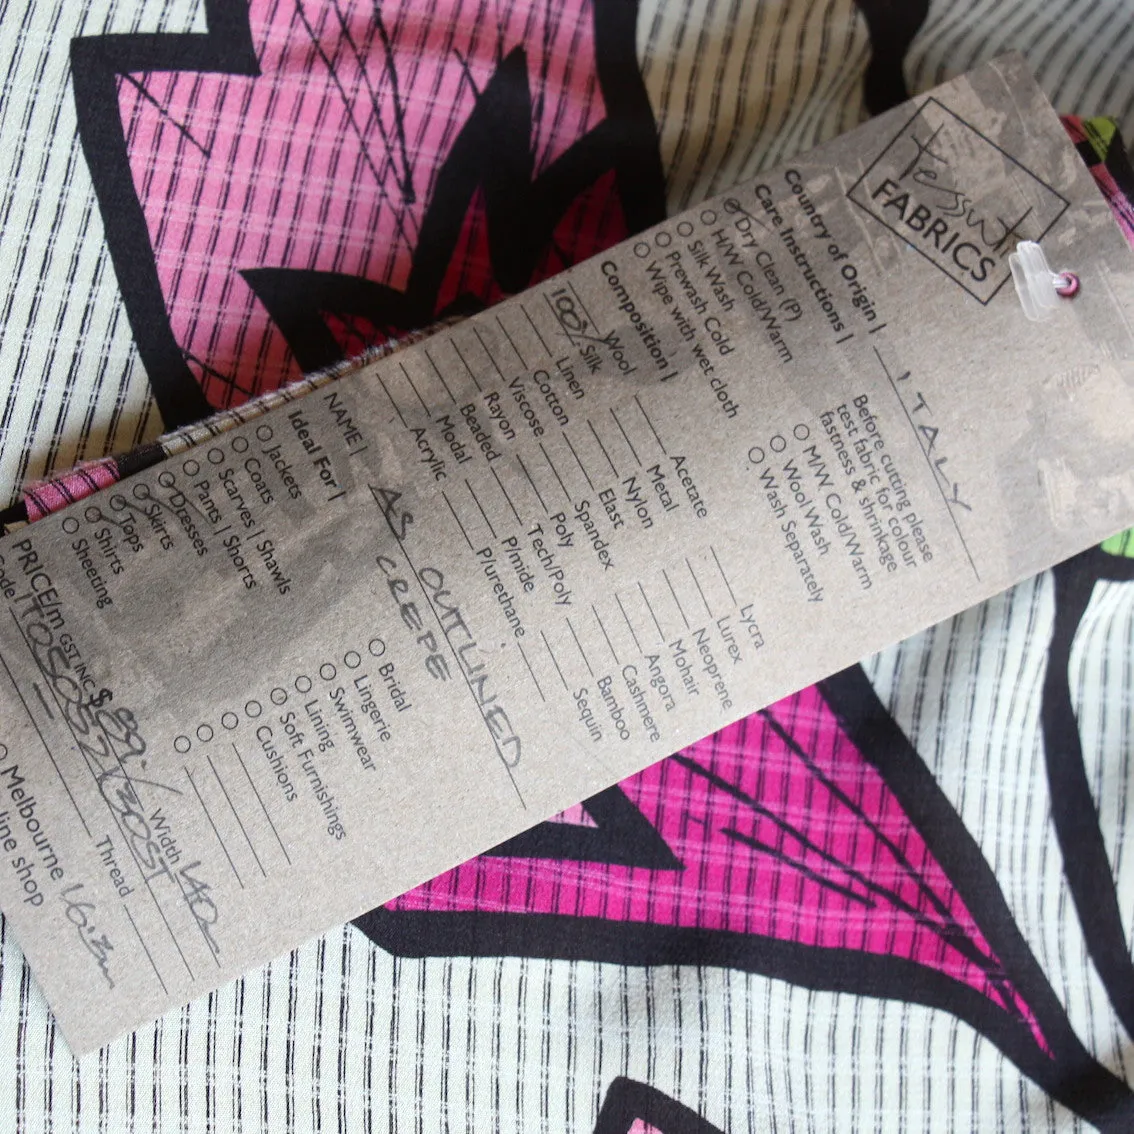 Tessuti
FABRICS
Country of Origin | ITALY
Care Instructions |
Dry Clean (P)
H/W Cold/Warm
Silk Wash
Prewash Cold
Wipe with wet cloth
Before cutting please
test fabric for colour
fastness & shrinkage
M/W Cold/Warm
Wool Wash
Wash Separately
Composition |
Wool
100% Silk
Linen
Cotton
Viscose
Rayon
Beaded
Modal
Acrylic
Acetate
Metal
Nylon
Elast
Spandex
Poly
Tech/Poly
P/mide
P/urethane
Lycra
Lurex
Neoprene
Mohair
Angora
Cashmere
Bamboo
Sequin
NAME | AS OUTLINED
CREPE
Ideal For |
Jackets
Coats
Scarves | Shawls
Pants | Shorts
Dresses
Skirts
Tops
Shirts
Sheeting
Bridal
Lingerie
Swimwear
Lining
Soft Furnishings
Cushions
PRICE/m GST INC $89.⁄ Width 140
Thread
Melbourne 16.3m
line shop